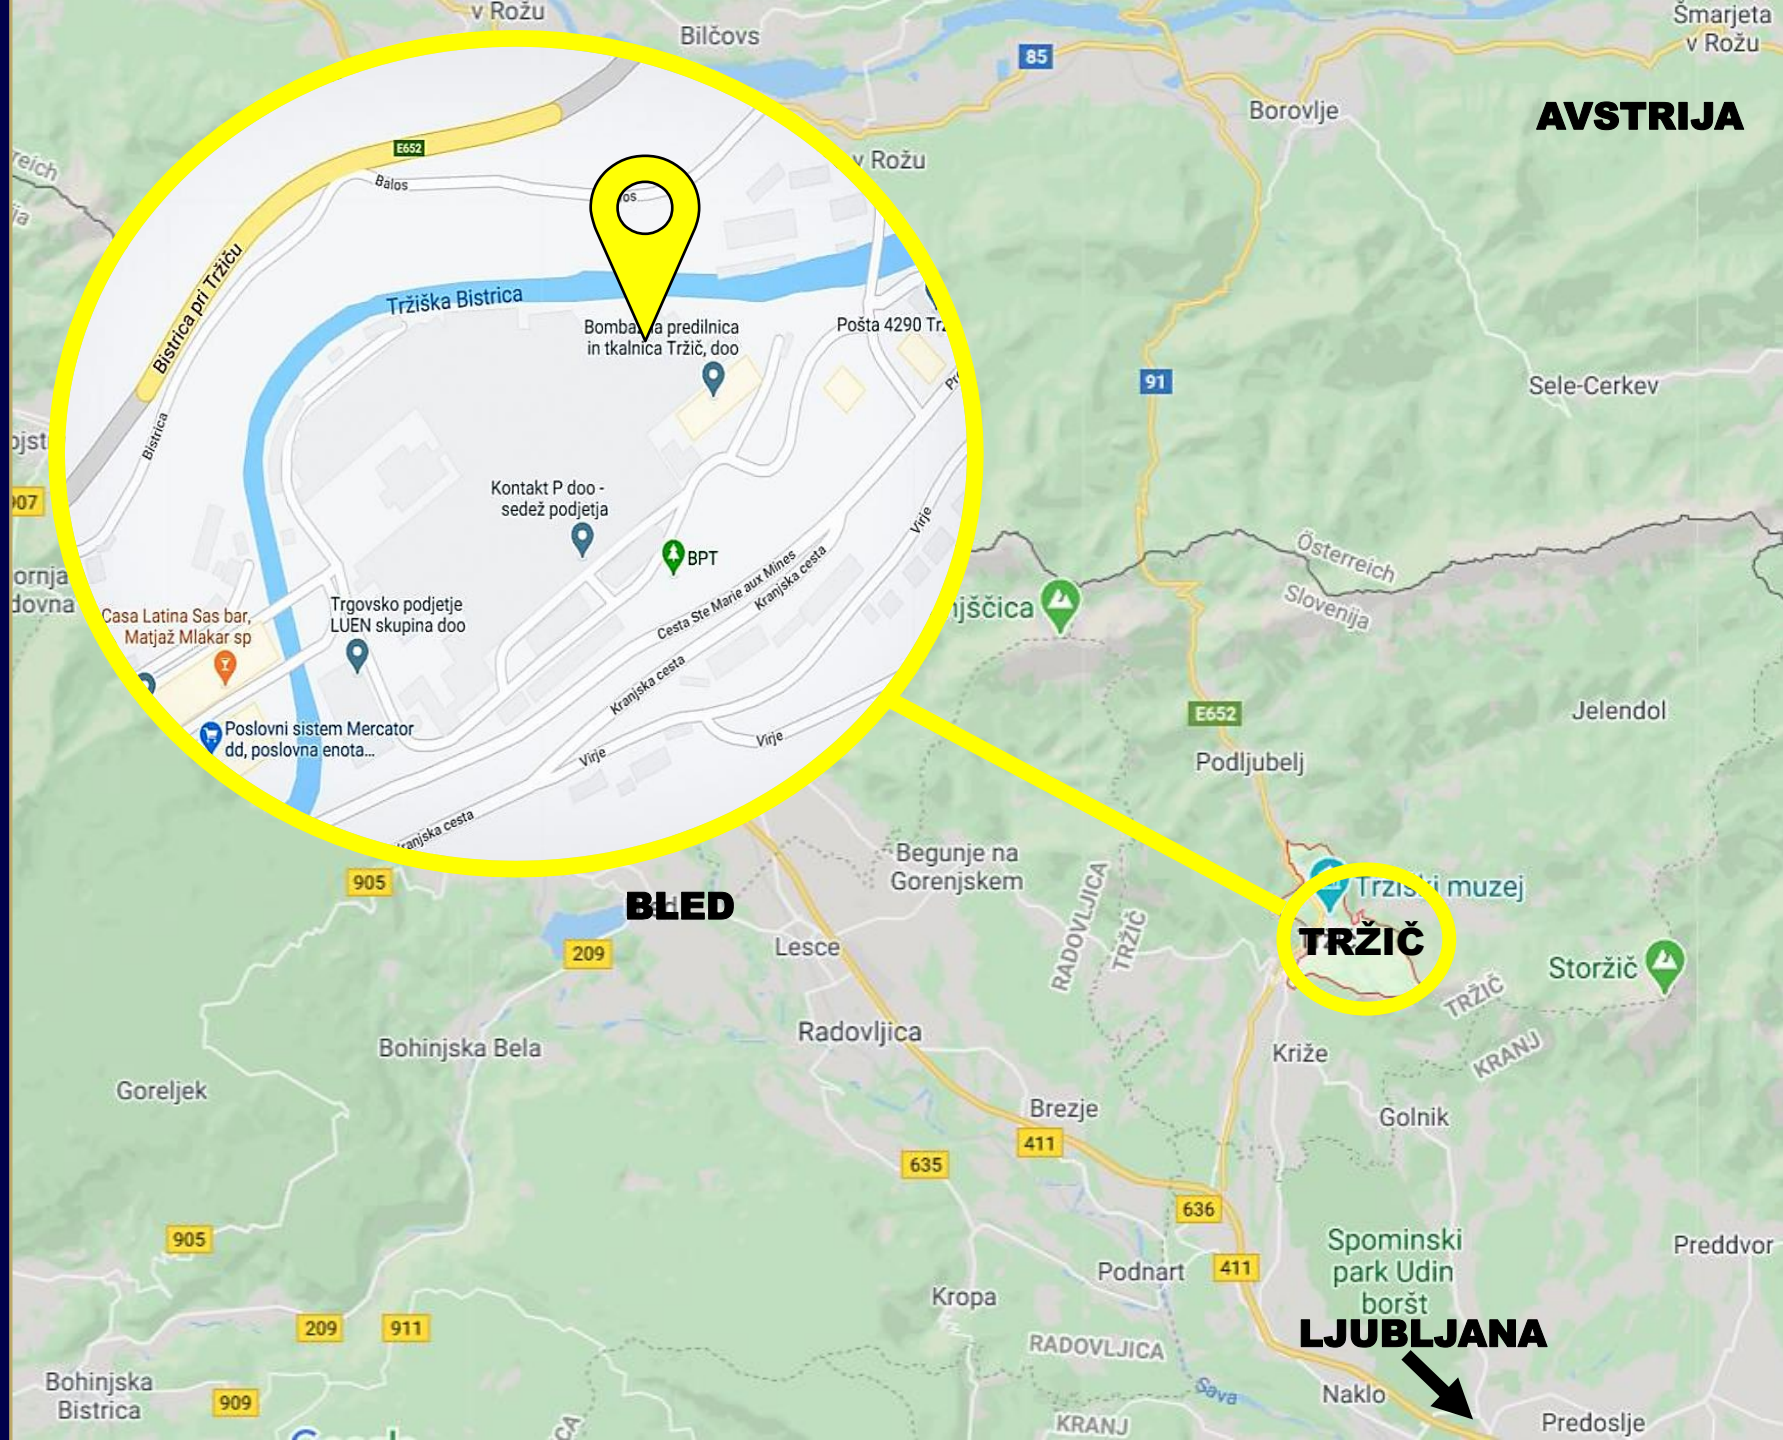 v Rožu
Bilčovs
Šmarjeta
v Rožu
85
Borovlje
AVSTRIJA
E652
v Rožu
reich
Balos
Bistrica pri Tržiču
Tržiška Bistrica
predilnica
in tkalnica Tržič, doo
Pošta 4290
91
Sele-Cerkev
Bistrica
907
Kontakt P doo -
sedež podjetja
Virje
BPT
Österreich
Slovenija
Cesta Ste Marie aux Mines
Kranjska cesta
Trgovsko podjetje
LUEN skupina doo
Casa Latina Sas bar,
Matjaž Mlakar sp
Kranjska cesta
E652
Jelendol
Poslovni sistem Mercator
dd, poslovna enota...
Virje
Virje
Podljubelj
Kranjska cesta
905
Begunje na
Gorenjskem
RADOVLJICA
TRŽIČ
Tržiški muzej
BLED
TRŽIČ
209
Lesce
Storžič
TRŽIČ
KRANJ
Radovljica
Bohinjska Bela
Križe
Goreljek
Brezje
411
Golnik
635
636
905
Spominski
park Udin
boršt
Preddvor
Podnart
411
Kropa
209
911
LJUBLJANA
RADOVLJICA
Bohinjska
Bistrica
909
Sava
Naklo
KRANJ
Predoslje